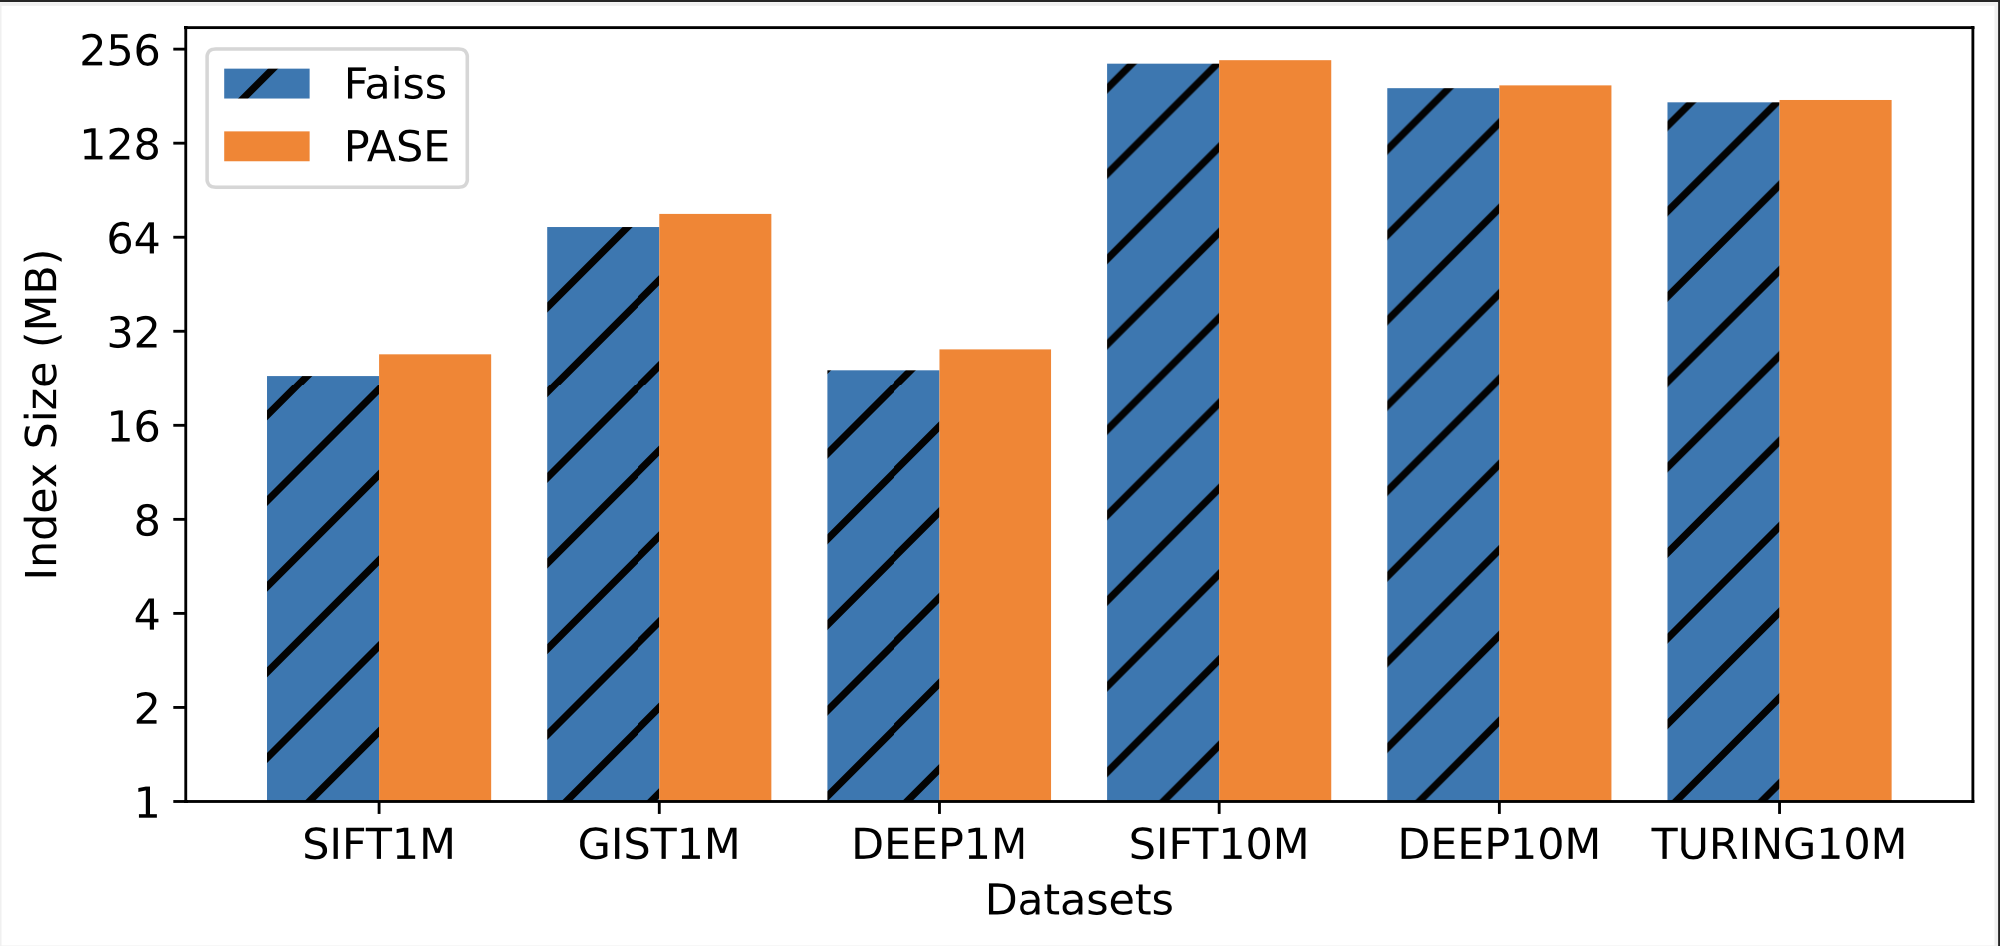 256
128
64
32
16
8
4
2
1
Index Size (MB)
Faiss
PASE
SIFT1M GIST1M DEEP1M SIFT10M DEEP10M TURING10M
Datasets